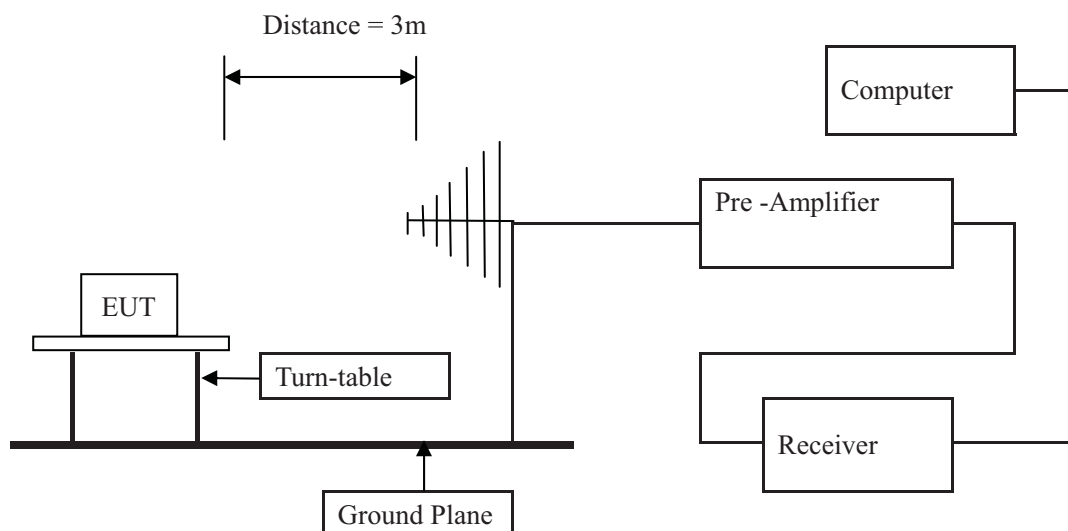 Distance = 3m
Computer
Pre -Amplifier
EUT
Turn-table
Receiver
Ground Plane